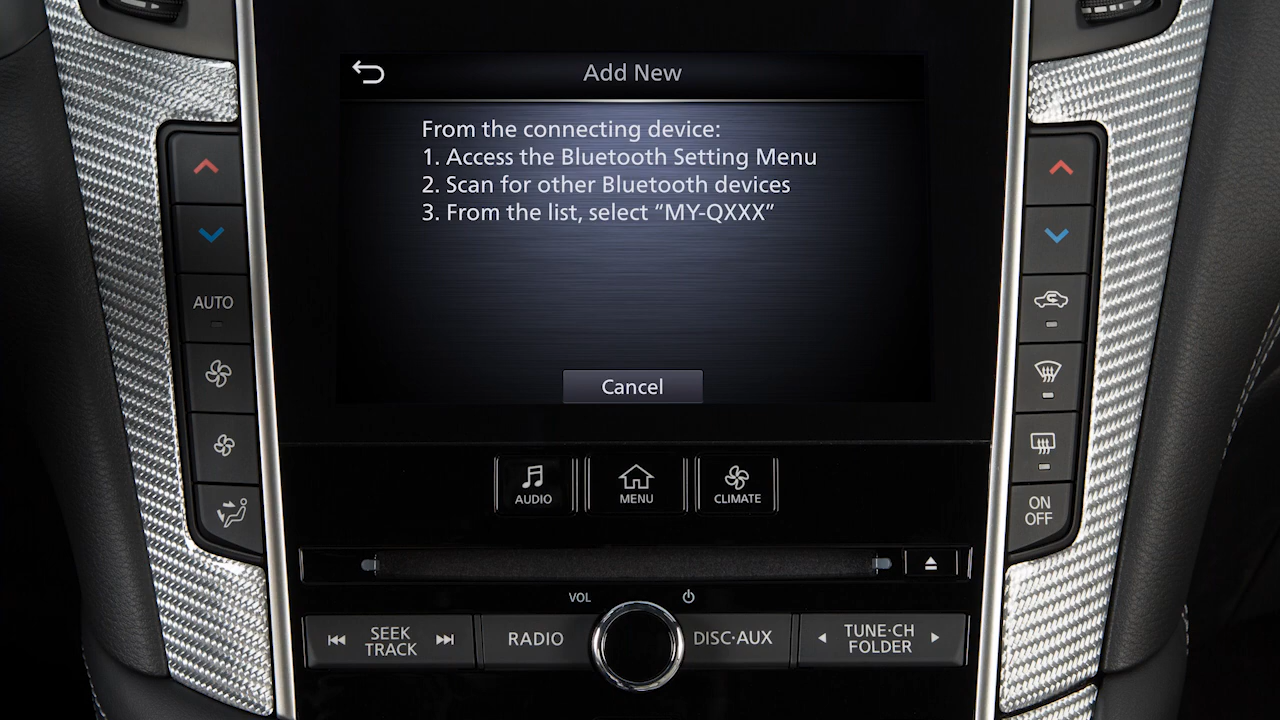 Add New
From the connecting device:
1. Access the Bluetooth Setting Menu
2. Scan for other Bluetooth devices
3. From the list, select “MY-QXXX”
Cancel
AUTO
ON
OFF
AUDIO
MENU
CLIMATE
VOL
SEEK
TRACK
RADIO
DISC·AUX
TUNE·CH
FOLDER